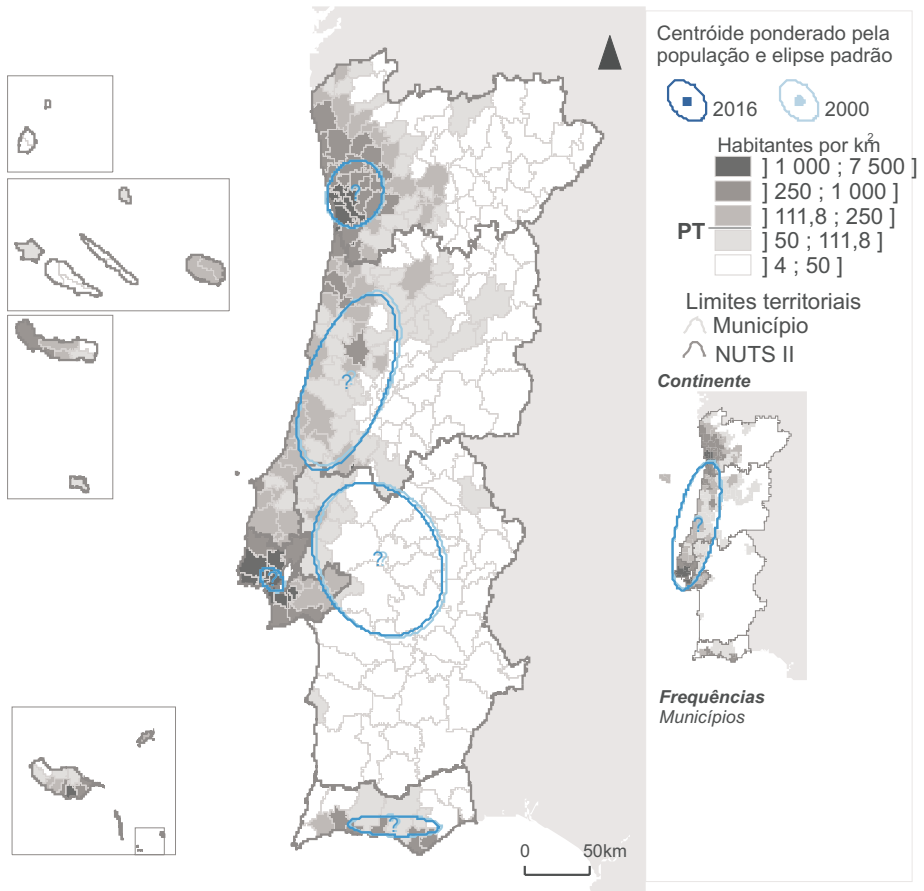 Centróide ponderado pela
população e elipse padrão
2016
2000
Habitantes por km²
] 1 000 ; 7 500 ]
] 250 ; 1 000 ]
] 111,8 ; 250 ]
PT
] 50 ; 111,8 ]
] 4 ; 50 ]
Limites territoriais
Município
NUTS II
Continente
?
?
?
?
?
?
Frequências
Municípios
0 50km